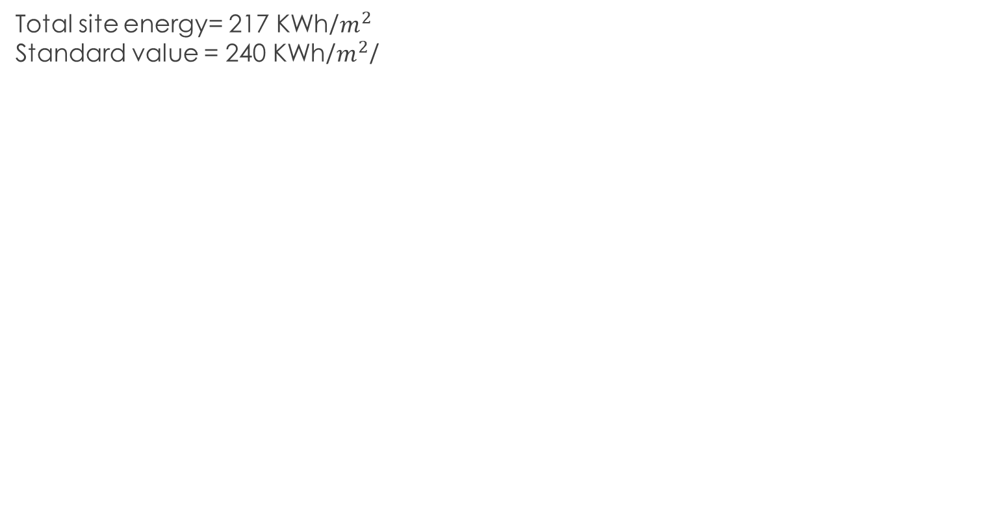 Total site energy= 217 KWh/m²
Standard value = 240 KWh/m²/